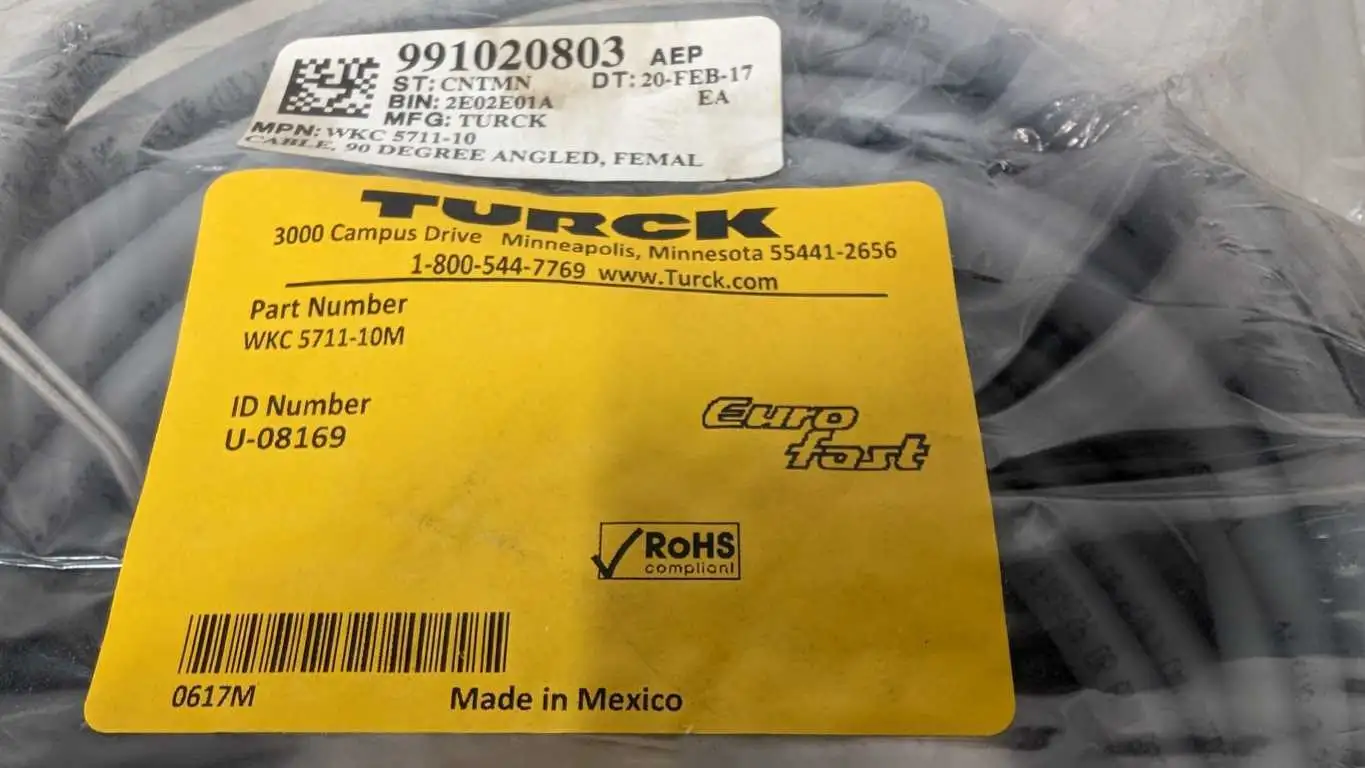 991020803 AEP
ST: CNTMN DT: 20-FEB-17
BIN: 2E02E01A EA
MFG: TURCK
MPN: WKC 5711-10
CABLE, 90 DEGREE ANGLED, FEMAL
TURCK
3000 Campus Drive Minneapolis, Minnesota 55441-2656
1-800-544-7769 www.Turck.com
Part Number
WKC 5711-10M
ID Number
U-08169
Euro
fast
RoHS
compliant
0617M
Made in Mexico